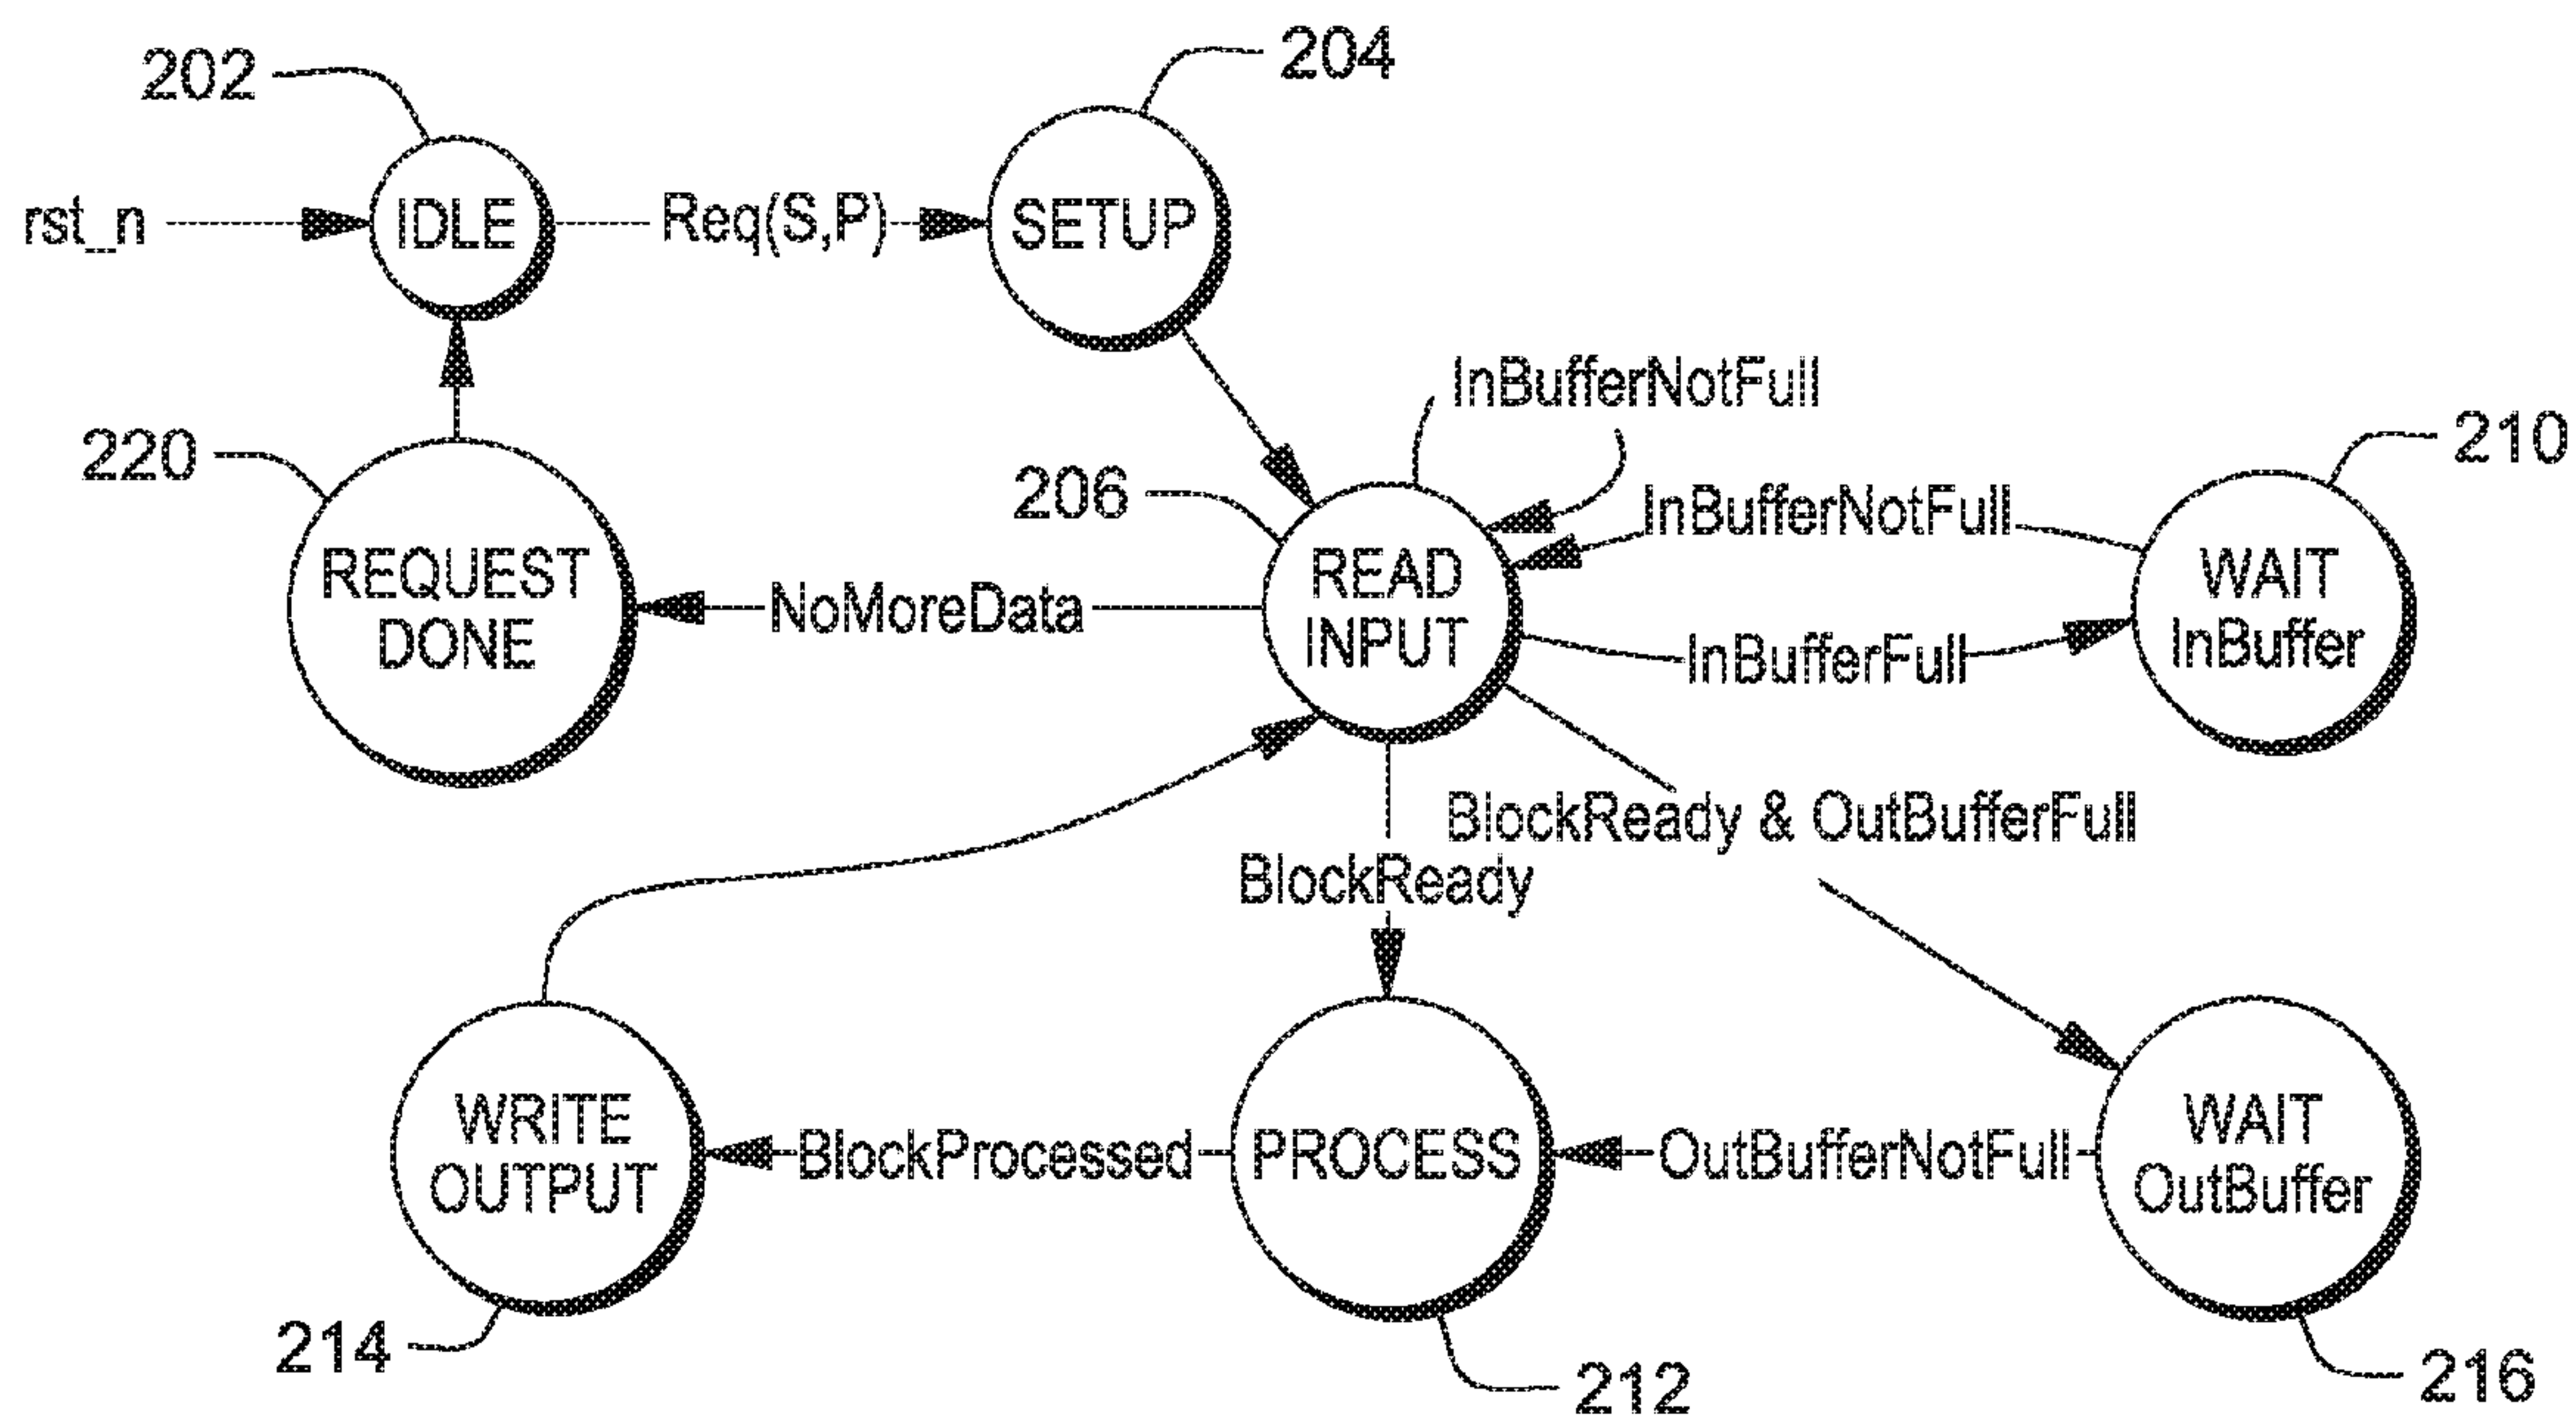 204
202
rst_n
IDLE
Req(S,P)
SETUP
InBufferNotFull
210
220
206
InBufferNotFull
REQUEST
DONE
NoMoreData
READ
INPUT
WAIT
InBuffer
InBufferFull
BlockReady & OutBufferFull
BlockReady
WRITE
OUTPUT
BlockProcessed
PROCESS
OutBufferNotFull
WAIT
OutBuffer
214
212
216